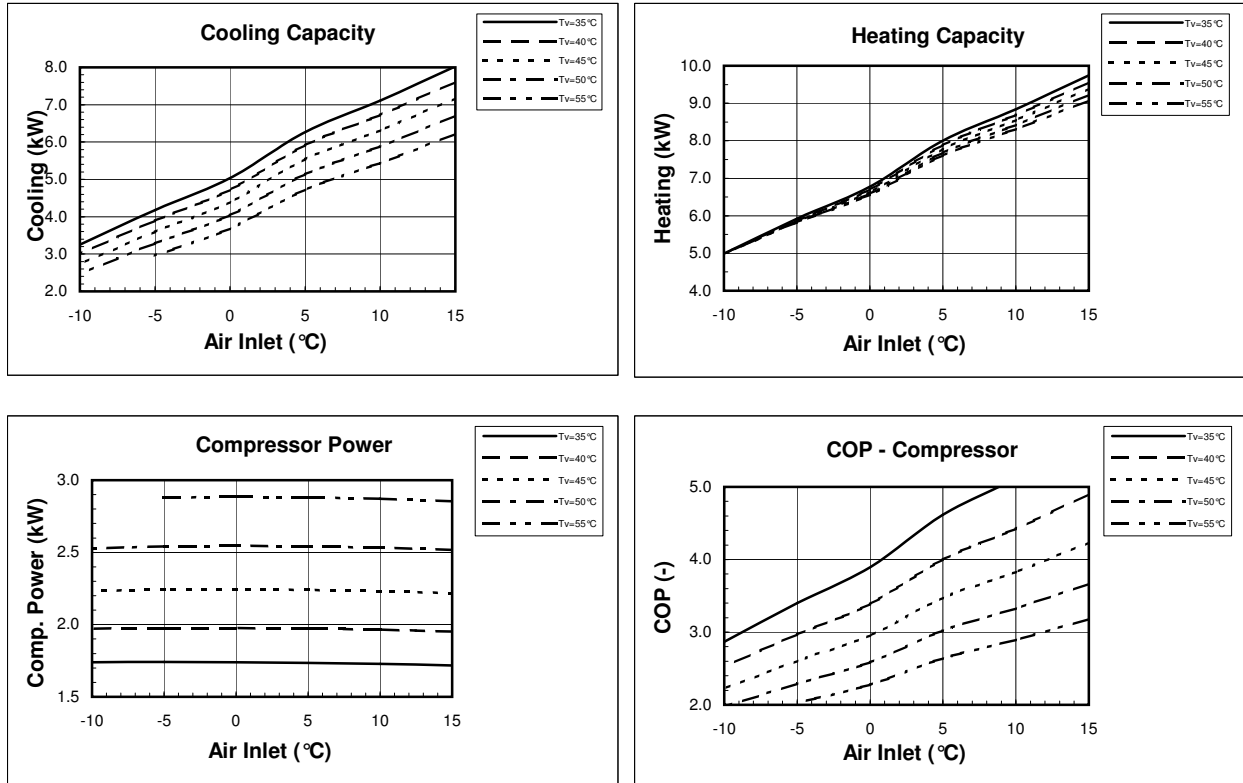 Cooling Capacity
Tv=35°C
Tv=40°C
Tv=45°C
Tv=50°C
Tv=55°C
Cooling (kW)
8.0
7.0
6.0
5.0
4.0
3.0
2.0
-10 -5 0 5 10 15
Air Inlet (°C)
Heating Capacity
Tv=35°C
Tv=40°C
Tv=45°C
Tv=50°C
Tv=55°C
Heating (kW)
10.0
9.0
8.0
7.0
6.0
5.0
4.0
-10 -5 0 5 10 15
Air Inlet (°C)
Compressor Power
Tv=35°C
Tv=40°C
Tv=45°C
Tv=50°C
Tv=55°C
Comp. Power (kW)
3.0
2.5
2.0
1.5
-10 -5 0 5 10 15
Air Inlet (°C)
COP - Compressor
Tv=35°C
Tv=40°C
Tv=45°C
Tv=50°C
Tv=55°C
COP (-)
5.0
4.0
3.0
2.0
-10 -5 0 5 10 15
Air Inlet (°C)